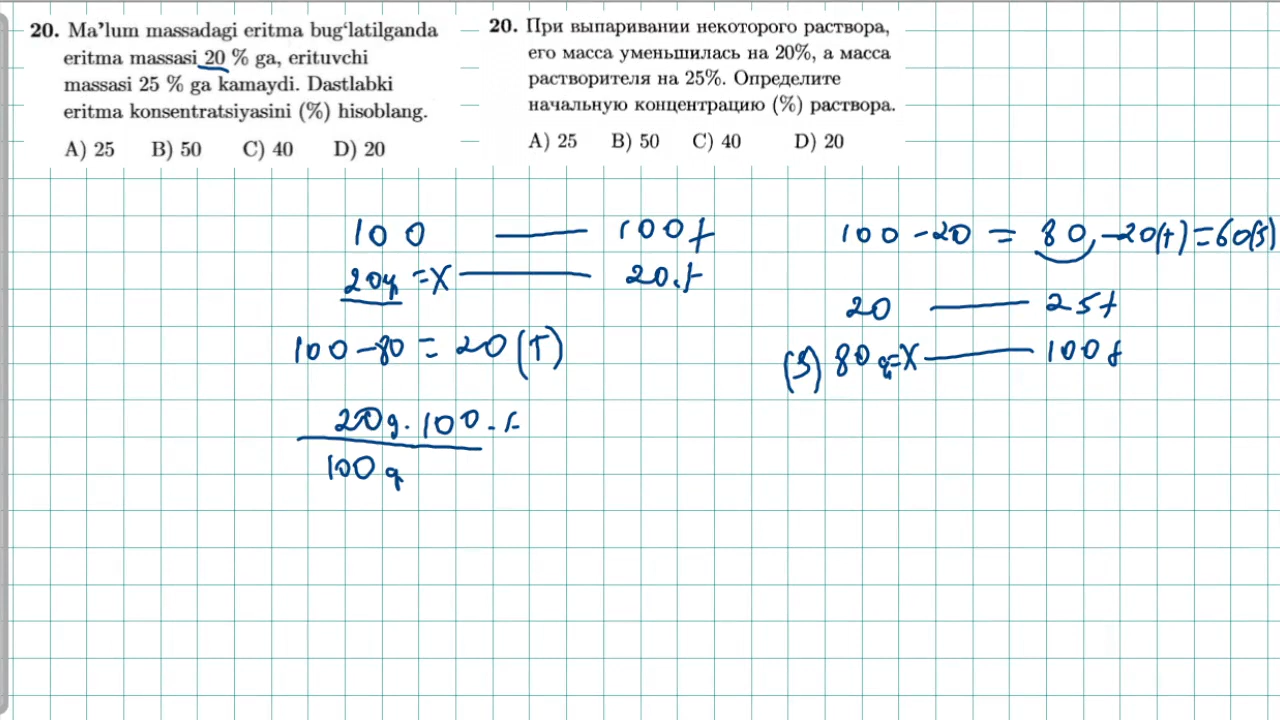 20. Ma’lum massadagi eritma bug‘latilganda
eritma massasi 20 % ga, erituvchi
massasi 25 % ga kamaydi. Dastlabki
eritma konsentratsiyasini (%) hisoblang.
A) 25 B) 50 C) 40 D) 20
20. При выпаривании некоторого раствора,
его масса уменьшилась на 20%, а масса
растворителя на 25%. Определите
начальную концентрацию (%) раствора.
A) 25 B) 50 C) 40 D) 20
100 — 100 f
20 g = X — 20. f
100 - 80 = 20 (T)
20g. 100.
100 g
100 - 20 = 80, -20(T) = 60(S)
20 — 25 f
(S) 80 g = X — 100 f